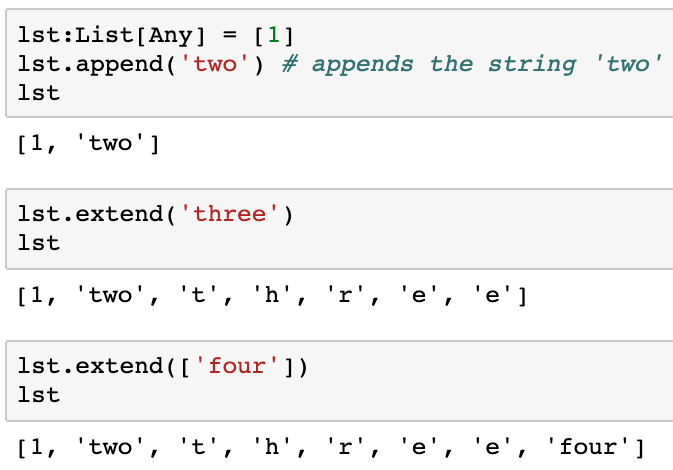 lst:List[Any] = [1]
lst.append('two') # appends the string 'two'
lst
[1, 'two']
lst.extend('three')
lst
[1, 'two', 't', 'h', 'r', 'e', 'e']
lst.extend(['four'])
lst
[1, 'two', 't', 'h', 'r', 'e', 'e', 'four']